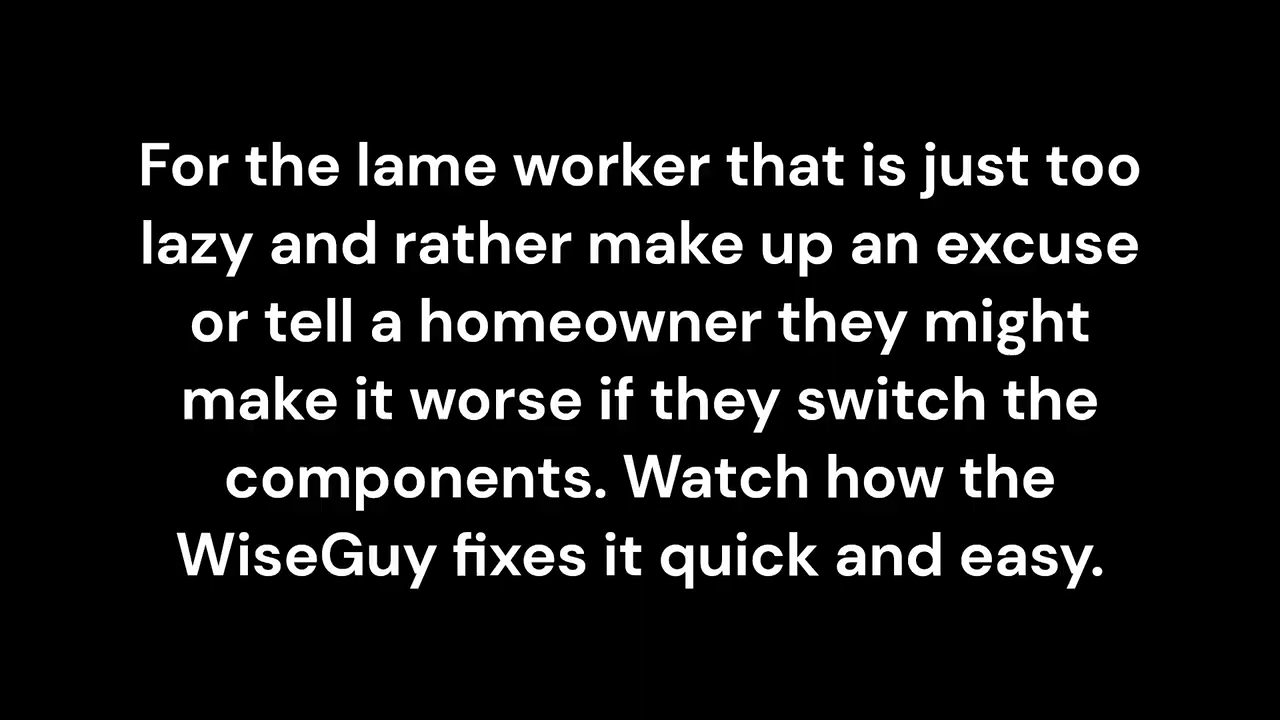 For the lame worker that is just too
lazy and rather make up an excuse
or tell a homeowner they might
make it worse if they switch the
components. Watch how the
WiseGuy fixes it quick and easy.